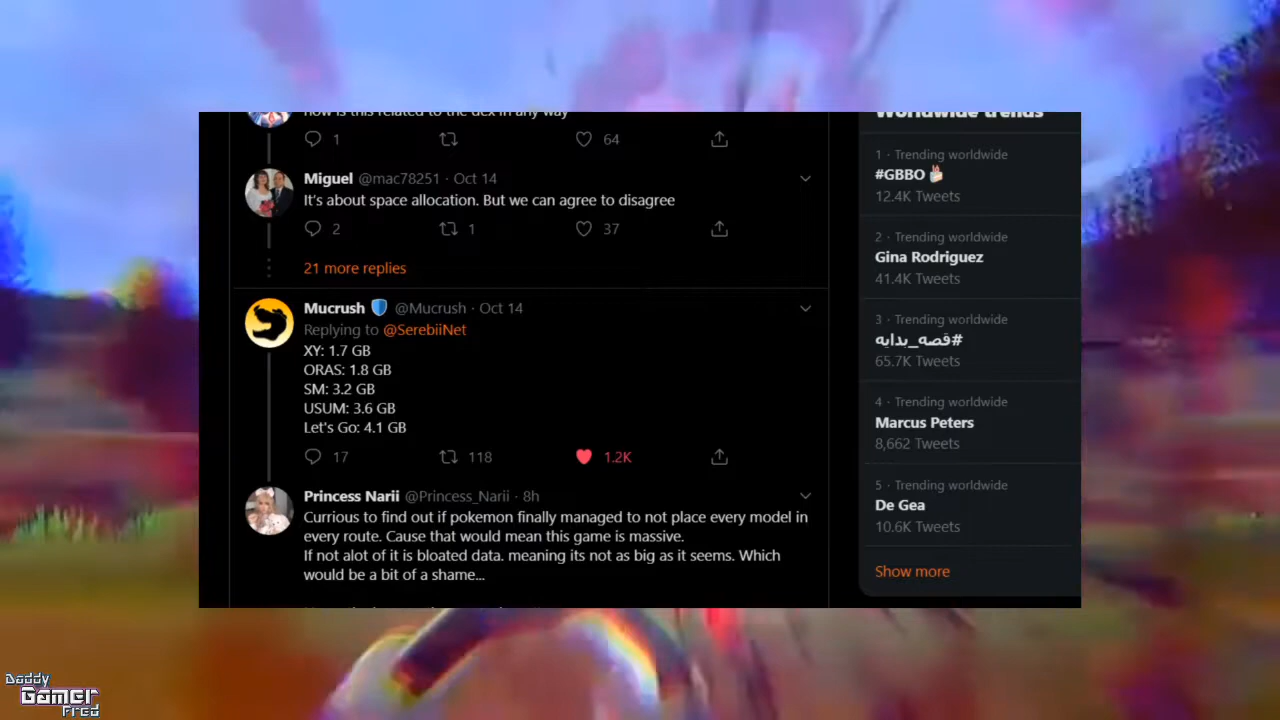 how is this related to the dex in any way
1
64
Miguel @mac78251 · Oct 14
It's about space allocation. But we can agree to disagree
2
1
37
21 more replies
Mucrush @Mucrush · Oct 14
Replying to @SerebiiNet
XY: 1.7 GB
ORAS: 1.8 GB
SM: 3.2 GB
USUM: 3.6 GB
Let's Go: 4.1 GB
17
118
1.2K
Princess Narii @Princess_Narii · 8h
Currious to find out if pokemon finally managed to not place every model in
every route. Cause that would mean this game is massive.
If not alot of it is bloated data. meaning its not as big as it seems. Which
would be a bit of a shame...
Worldwide trends
1 · Trending worldwide
#GBBO
12.4K Tweets
2 · Trending worldwide
Gina Rodriguez
41.4K Tweets
3 · Trending worldwide
#قصه_بدايه
65.7K Tweets
4 · Trending worldwide
Marcus Peters
8,662 Tweets
5 · Trending worldwide
De Gea
10.6K Tweets
Show more
Daddy
Gamer
Fred